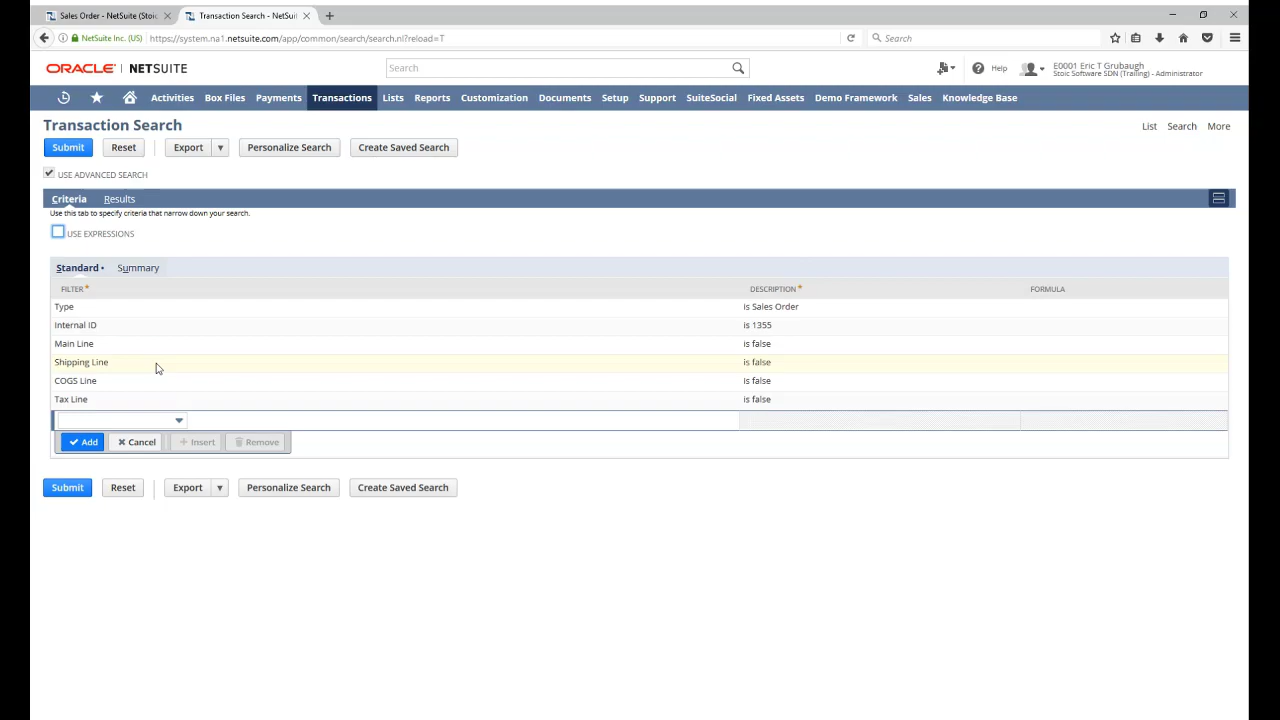 Sales Order - NetSuite (Stoic
Transaction Search - NetSuit
NetSuite Inc. (US)
https://system.na1.netsuite.com/app/common/search/search.nl?reload=T
Search
ORACLE | NETSUITE
Search
Help
E0001 Eric T Grubaugh
Stoic Software SDN (Trailing) - Administrator
Activities
Box Files
Payments
Transactions
Lists
Reports
Customization
Documents
Setup
Support
SuiteSocial
Fixed Assets
Demo Framework
Sales
Knowledge Base
Transaction Search
List
Search
More
Submit
Reset
Export
Personalize Search
Create Saved Search
USE ADVANCED SEARCH
Criteria
Results
Use this tab to specify criteria that narrow down your search.
USE EXPRESSIONS
Standard •
Summary
FILTER *
DESCRIPTION *
FORMULA
Type
is Sales Order
Internal ID
is 1355
Main Line
is false
Shipping Line
is false
COGS Line
is false
Tax Line
is false
Add
Cancel
Insert
Remove
Submit
Reset
Export
Personalize Search
Create Saved Search